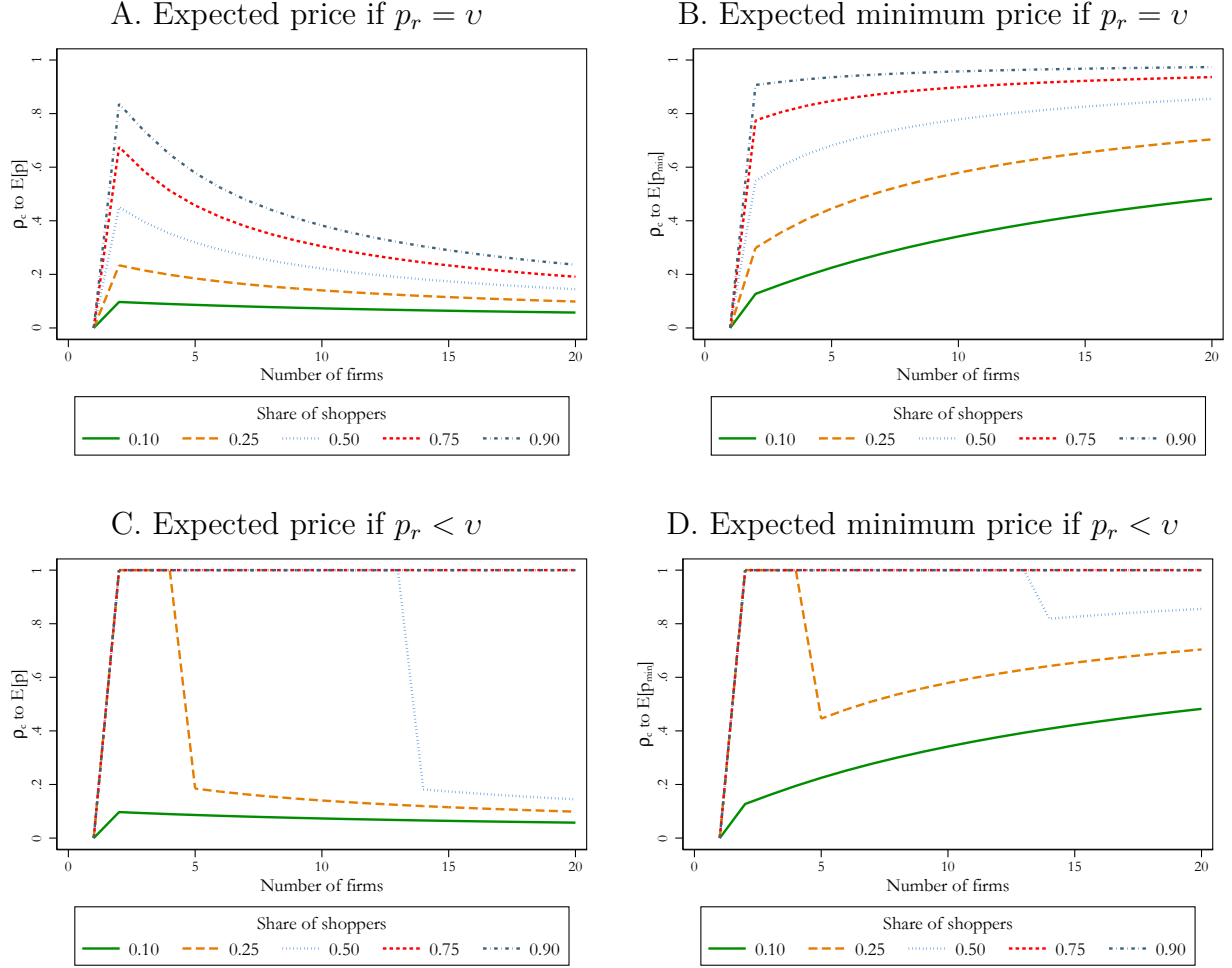 A. Expected price if pᵣ = υ
ρ_c to E[p]
1
.8
.6
.4
.2
0
0 5 10 15 20
Number of firms
Share of shoppers
0.10 0.25 0.50 0.75 0.90
B. Expected minimum price if pᵣ = υ
ρ_c to E[p_min]
1
.8
.6
.4
.2
0
0 5 10 15 20
Number of firms
Share of shoppers
0.10 0.25 0.50 0.75 0.90
C. Expected price if pᵣ < υ
ρ_c to E[p]
1
.8
.6
.4
.2
0
0 5 10 15 20
Number of firms
Share of shoppers
0.10 0.25 0.50 0.75 0.90
D. Expected minimum price if pᵣ < υ
ρ_c to E[p_min]
1
.8
.6
.4
.2
0
0 5 10 15 20
Number of firms
Share of shoppers
0.10 0.25 0.50 0.75 0.90